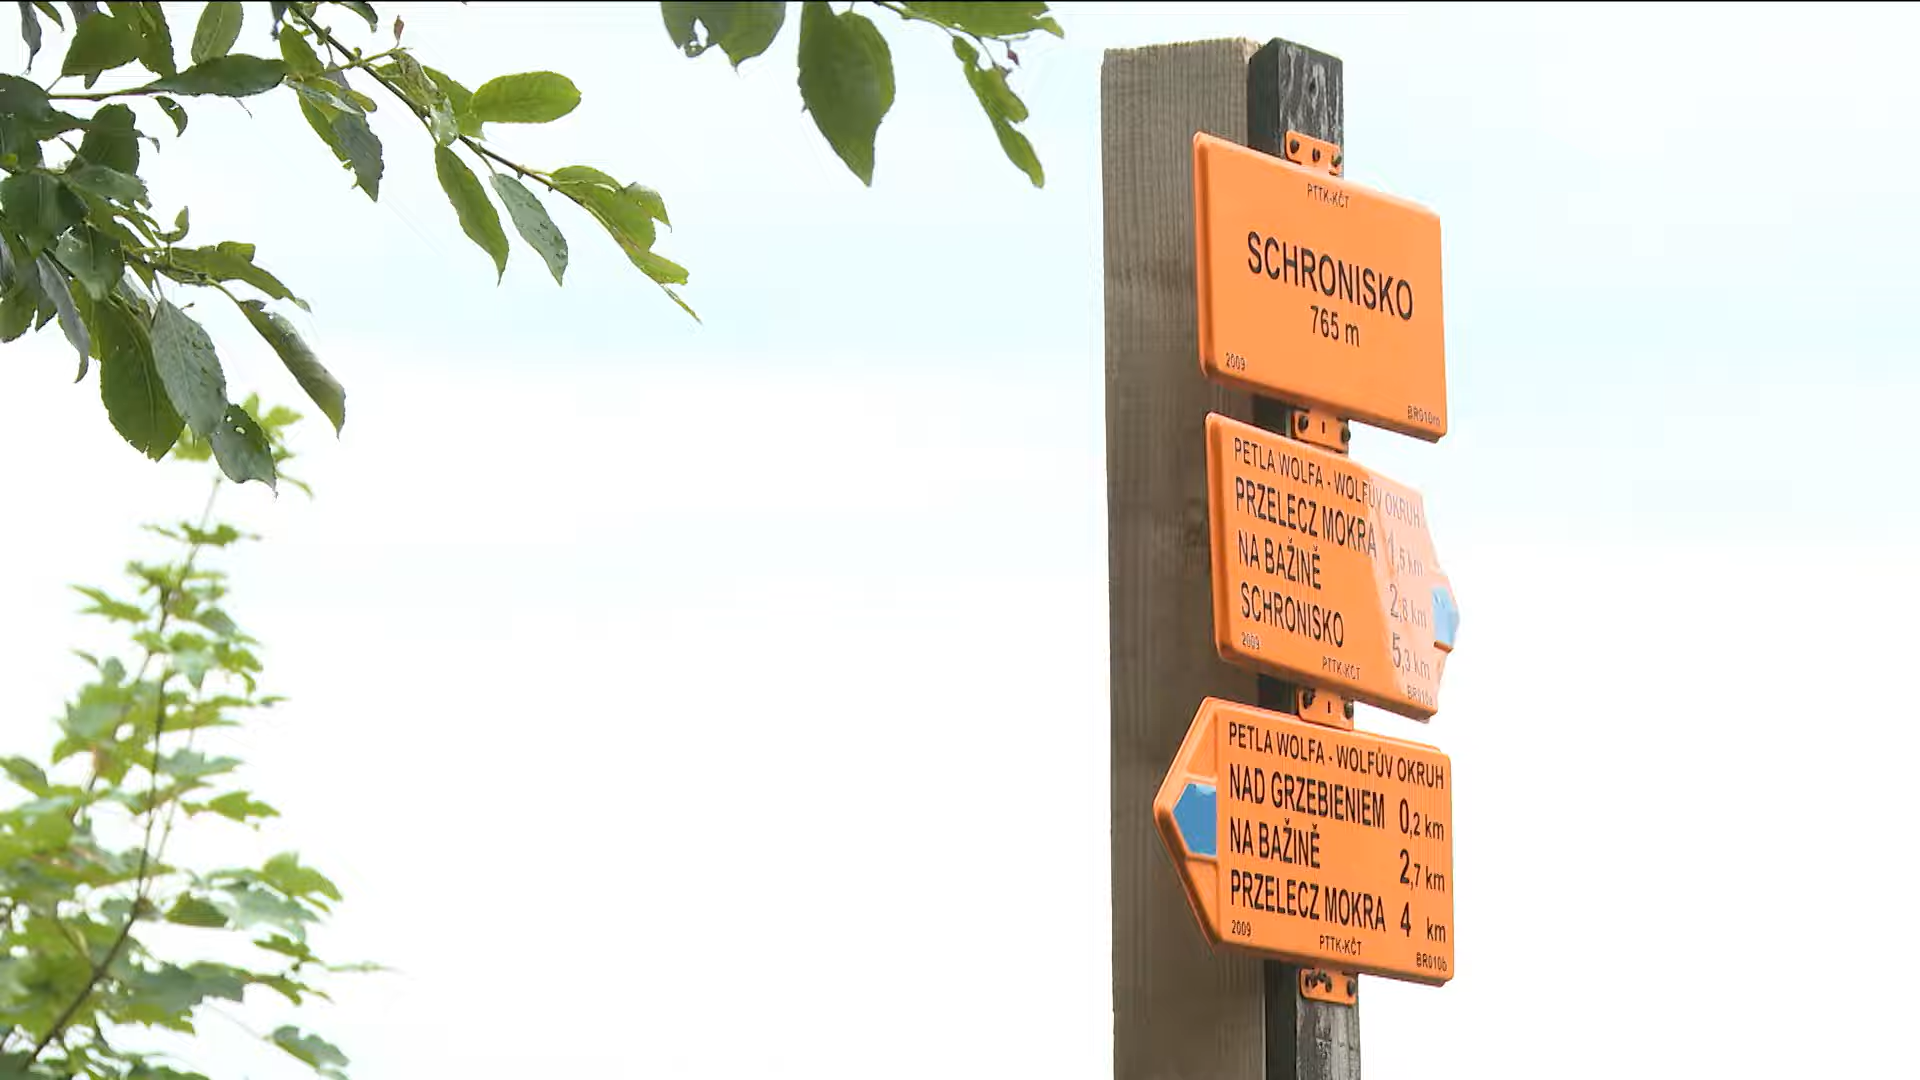 PTTK-KČT
SCHRONISKO
765 m
2009
BR010m
PETLA WOLFA - WOLFŮV OKRUH
PRZELECZ MOKRA 1,5 km
NA BAŽINĚ 2,8 km
SCHRONISKO 5,3 km
2009
PTTK-KČT
BR010a
PETLA WOLFA - WOLFŮV OKRUH
NAD GRZEBIENIEM 0,2 km
NA BAŽINĚ 2,7 km
PRZELECZ MOKRA 4 km
2009
PTTK-KČT
BR010b